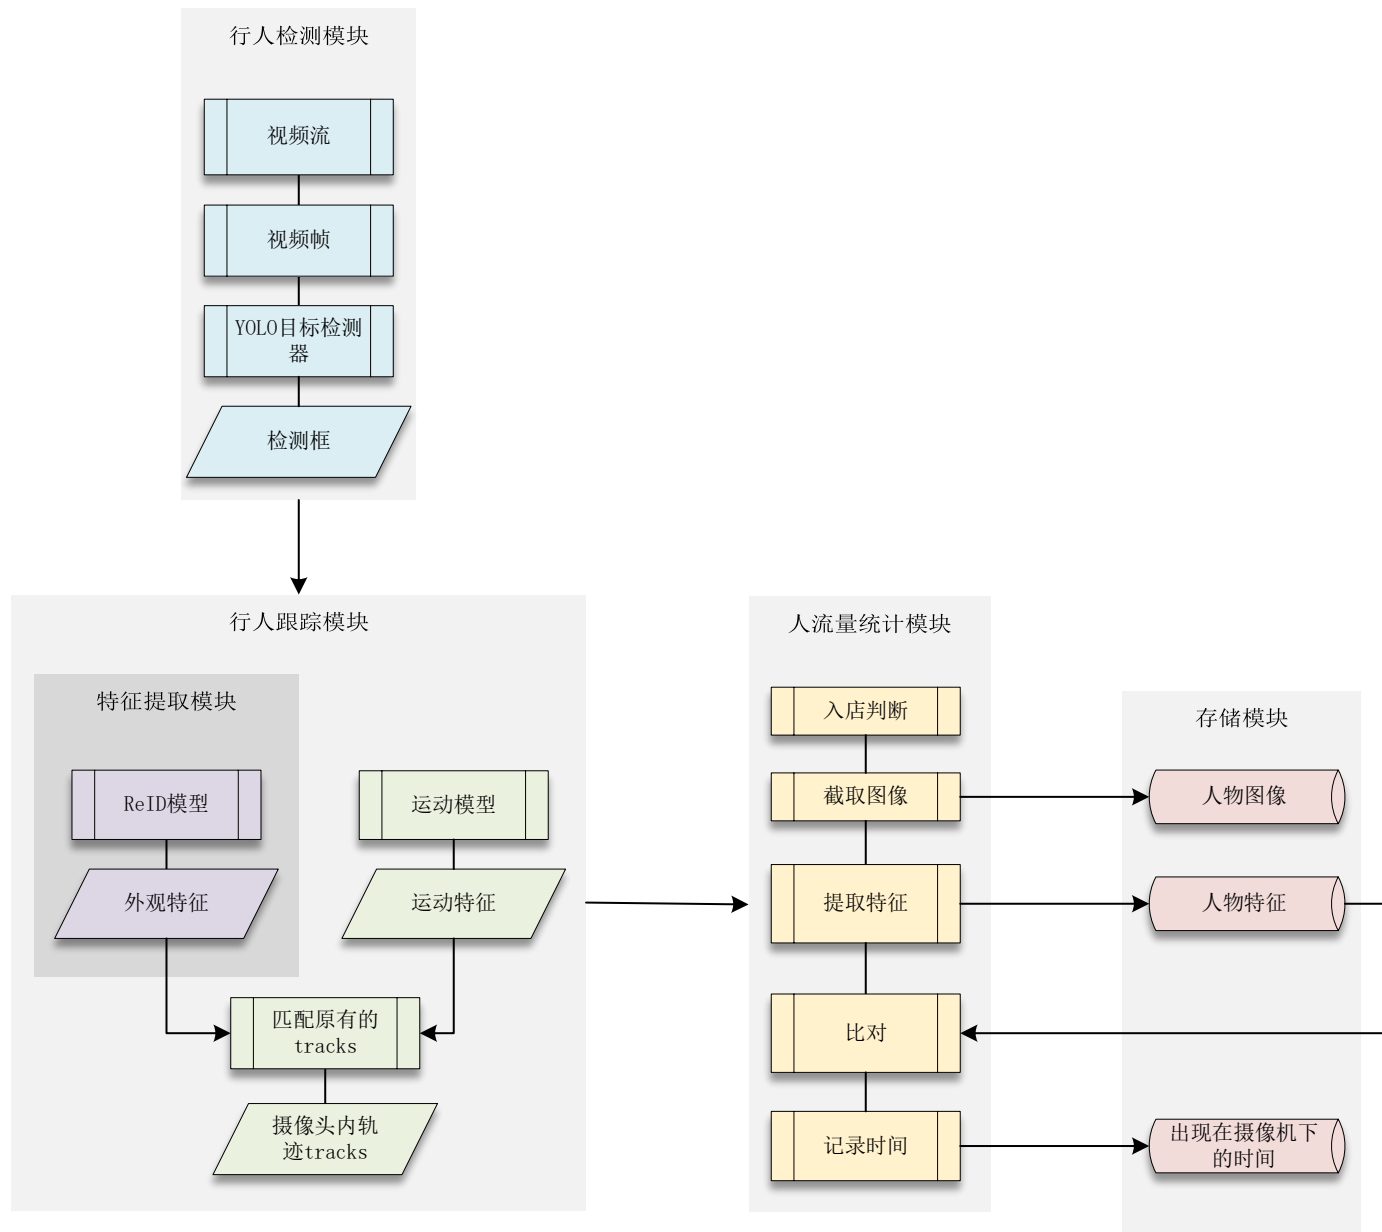 行人检测模块
视频流
视频帧
YOLO目标检测
器
检测框
行人跟踪模块
特征提取模块
ReID模型
外观特征
运动模型
运动特征
匹配原有的
tracks
摄像头内轨
迹tracks
人流量统计模块
入店判断
截取图像
提取特征
比对
记录时间
存储模块
人物图像
人物特征
出现在摄像机下
的时间